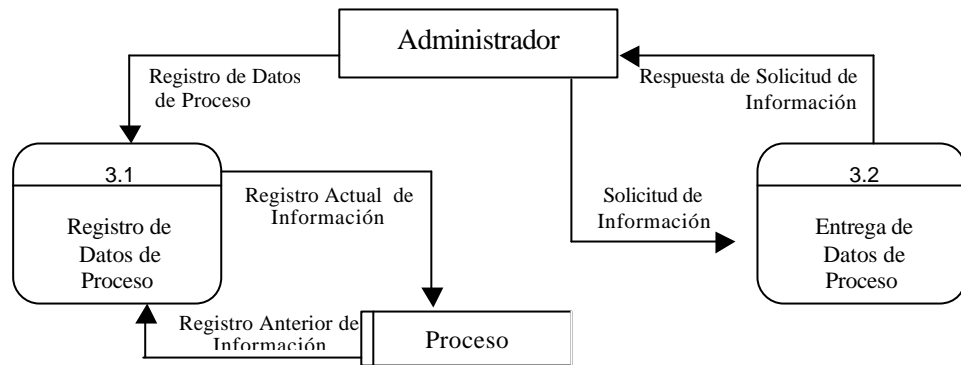 Administrador
Registro de Datos
de Proceso
Respuesta de Solicitud de
Información
3.1
Registro de
Datos de
Proceso
Registro Actual de
Información
Solicitud de
Información
3.2
Entrega de
Datos de
Proceso
Registro Anterior de
Información
Proceso